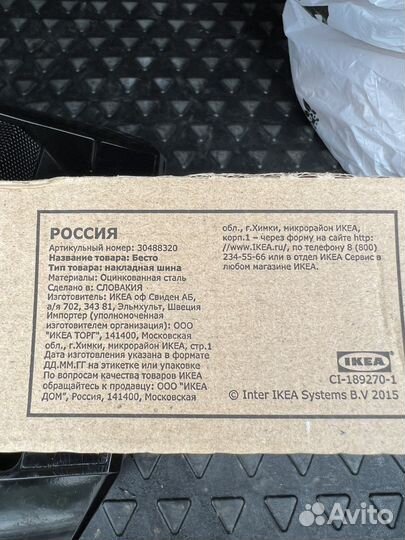 РОССИЯ
Артикульный номер: 30488320
Название товара: Бесто
Тип товара: накладная шина
Материалы: Оцинкованная сталь
Сделано в: СЛОВАКИЯ
Изготовитель: ИКЕА оф Свиден АБ,
а/я 702, 343 81, Эльмхульт, Швеция
Импортер (уполномоченная
изготовителем организация): ООО
"ИКЕА ТОРГ", 141400, Московская
обл., г.Химки, микрорайон ИКЕА, стр.1
Дата изготовления указана в формате
ДД.ММ.ГГ на этикетке или упаковке
По вопросам качества товаров ИКЕА
обращайтесь к продавцу: ООО "ИКЕА
ДОМ", Россия, 141400, Московская
обл., г.Химки, микрорайон ИКЕА,
корп.1 – через форму на сайте http:
//www.IKEA.ru/, по телефону 8 (800)
234-55-66 или в отдел ИКЕА Сервис в
любом магазине ИКЕА.
IKEA
CI-189270-1
© Inter IKEA Systems B.V 2015
Avito